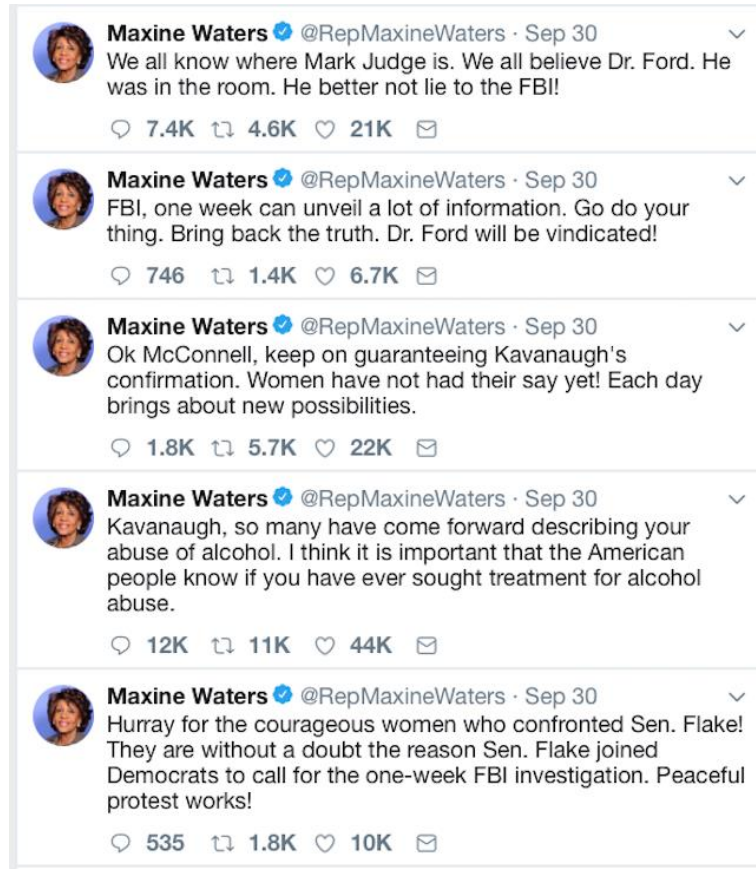 Maxine Waters @RepMaxineWaters · Sep 30
We all know where Mark Judge is. We all believe Dr. Ford. He
was in the room. He better not lie to the FBI!
7.4K 4.6K 21K
Maxine Waters @RepMaxineWaters · Sep 30
FBI, one week can unveil a lot of information. Go do your
thing. Bring back the truth. Dr. Ford will be vindicated!
746 1.4K 6.7K
Maxine Waters @RepMaxineWaters · Sep 30
Ok McConnell, keep on guaranteeing Kavanaugh's
confirmation. Women have not had their say yet! Each day
brings about new possibilities.
1.8K 5.7K 22K
Maxine Waters @RepMaxineWaters · Sep 30
Kavanaugh, so many have come forward describing your
abuse of alcohol. I think it is important that the American
people know if you have ever sought treatment for alcohol
abuse.
12K 11K 44K
Maxine Waters @RepMaxineWaters · Sep 30
Hurray for the courageous women who confronted Sen. Flake!
They are without a doubt the reason Sen. Flake joined
Democrats to call for the one-week FBI investigation. Peaceful
protest works!
535 1.8K 10K